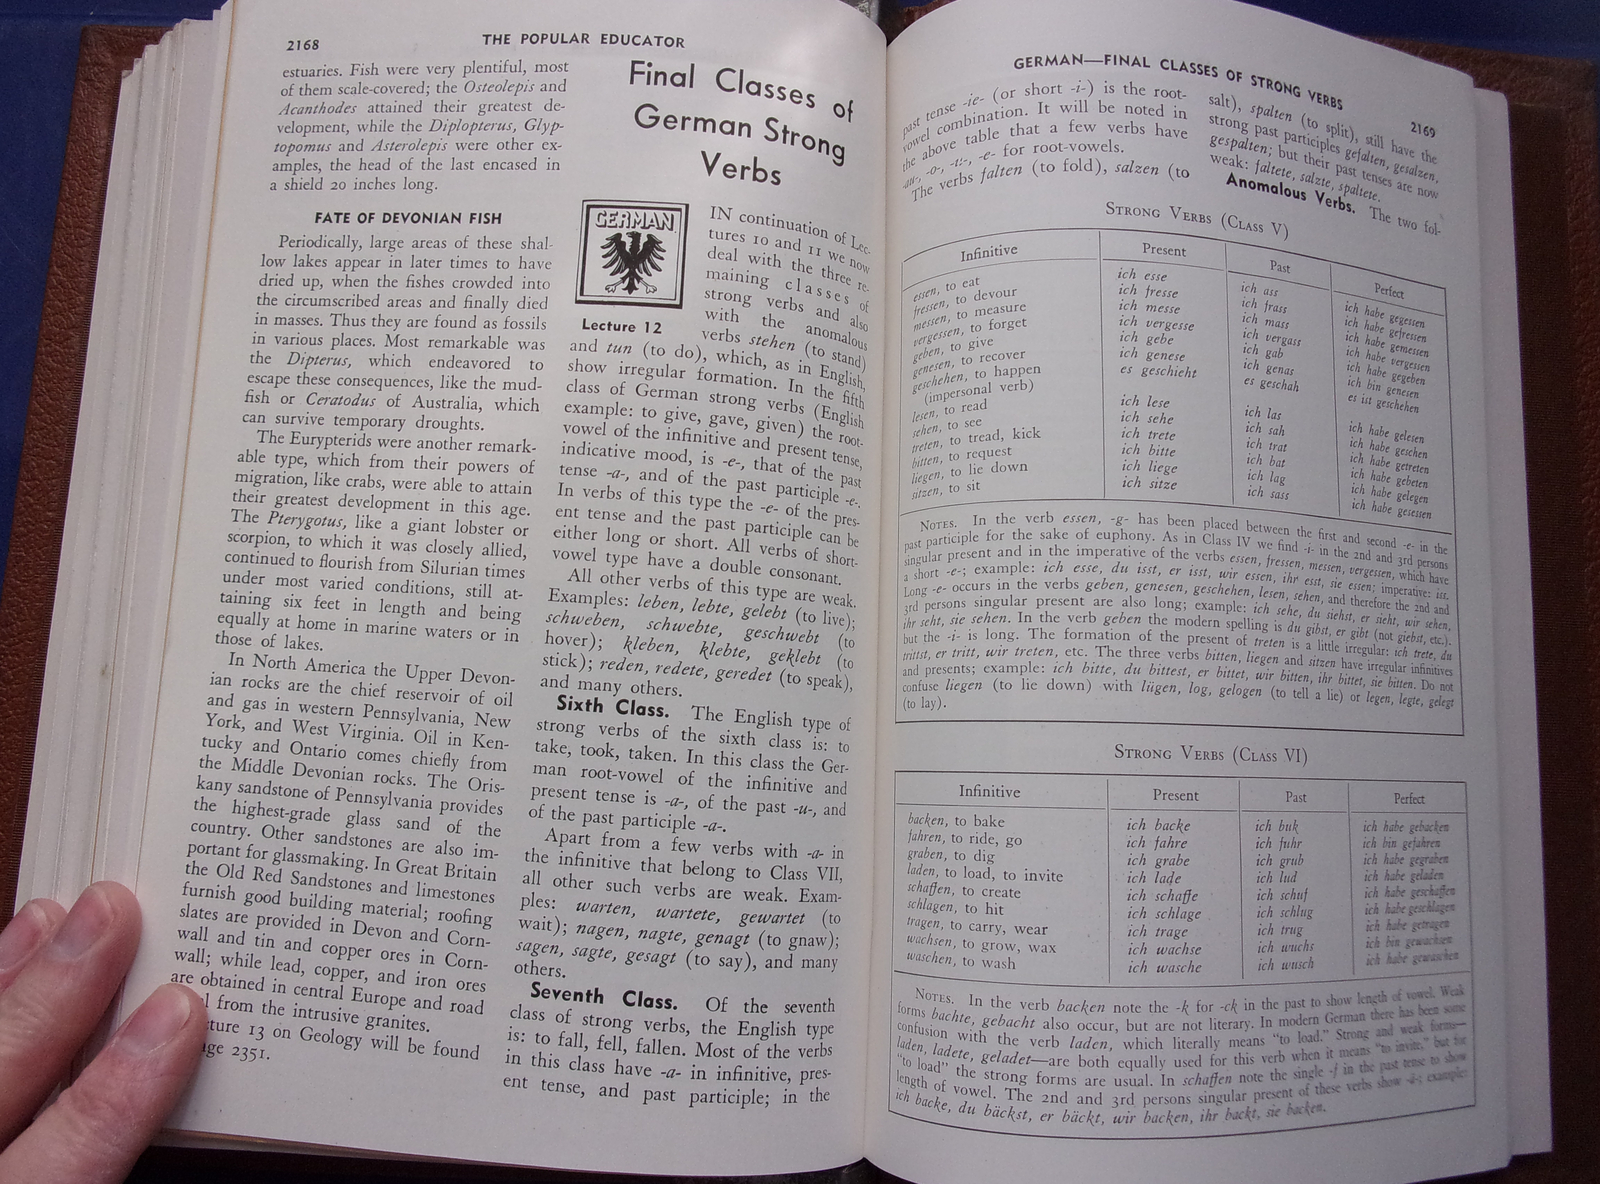 2168
THE POPULAR EDUCATOR
estuaries. Fish were very plentiful, most
of them scale-covered; the Osteolepis and
Acanthodes attained their greatest de-
velopment, while the Diplopterus, Glyp-
topomus and Asterolepis were other ex-
amples, the head of the last encased in
a shield 20 inches long.
FATE OF DEVONIAN FISH
Periodically, large areas of these shal-
low lakes appear in later times to have
dried up, when the fishes crowded into
the circumscribed areas and finally died
in masses. Thus they are found as fossils
in various places. Most remarkable was
the Dipterus, which endeavored to
escape these consequences, like the mud-
fish or Ceratodus of Australia, which
can survive temporary droughts.
The Eurypterids were another remark-
able type, which from their powers of
migration, like crabs, were able to attain
their greatest development in this age.
The Pterygotus, like a giant lobster or
scorpion, to which it was closely allied,
continued to flourish from Silurian times
under most varied conditions, still at-
taining six feet in length and being
equally at home in marine waters or in
those of lakes.
In North America the Upper Devon-
ian rocks are the chief reservoir of oil
and gas in western Pennsylvania, New
York, and West Virginia. Oil in Ken-
tucky and Ontario comes chiefly from
the Middle Devonian rocks. The Oris-
kany sandstone of Pennsylvania provides
the highest-grade glass sand of the
country. Other sandstones are also im-
portant for glassmaking. In Great Britain
the Old Red Sandstones and limestones
furnish good building material; roofing
slates are provided in Devon and Corn-
wall and tin and copper ores in Corn-
wall; while lead, copper, and iron ores
are obtained in central Europe and road
from the intrusive granites.
13 on Geology will be found
2351.
Final Classes of
German Strong
Verbs
GERMAN
Lecture 12
IN continuation of Lec-
tures 10 and 11 we now
deal with the three re-
maining classes of
strong verbs and also
with the anomalous
verbs stehen (to stand)
and tun (to do), which, as in English,
show irregular formation. In the fifth
class of German strong verbs (English
example: to give, gave, given) the root-
vowel of the infinitive and present tense,
indicative mood, is -e-, that of the past
tense -a-, and of the past participle -e-.
In verbs of this type the -e- of the pres-
ent tense and the past participle can be
either long or short. All verbs of short-
vowel type have a double consonant.
All other verbs of this type are weak.
Examples: leben, lebte, gelebt (to live);
schweben, schwebte, geschwebt (to
hover); kleben, klebte, geklebt (to
stick); reden, redete, geredet (to speak),
and many others.
Sixth Class. The English type of
strong verbs of the sixth class is: to
take, took, taken. In this class the Ger-
man root-vowel of the infinitive and
present tense is -a-, of the past -u-, and
of the past participle -a-.
Apart from a few verbs with -a- in
the infinitive that belong to Class VII,
all other such verbs are weak. Exam-
ples: warten, wartete, gewartet (to
wait); nagen, nagte, genagt (to gnaw);
sagen, sagte, gesagt (to say), and many
others.
Seventh Class. Of the seventh
class of strong verbs, the English type
is: to fall, fell, fallen. Most of the verbs
in this class have -a- in infinitive, pres-
ent tense, and past participle; in the
GERMAN—FINAL CLASSES OF STRONG VERBS
2169
past tense -ie- (or short -i-) is the root-
vowel combination. It will be noted in
the above table that a few verbs have
-au-, -o-, -u-, -e- for root-vowels.
The verbs falten (to fold), salzen (to
salt), spalten (to split), still have the
strong past participles gefalten, gesalzen,
gespalten; but their past tenses are now
weak: faltete, salzte, spaltete.
Anomalous Verbs. The two fol-
STRONG VERBS (CLASS V)
Infinitive Present Past Perfect
essen, to eat ich esse ich ass ich habe gegessen
fressen, to devour ich fresse ich frass ich habe gefressen
messen, to measure ich messe ich mass ich habe gemessen
vergessen, to forget ich vergesse ich vergass ich habe vergessen
geben, to give ich gebe ich gab ich habe gegeben
genesen, to recover ich genese ich genas ich bin genesen
geschehen, to happen es geschieht es geschah es ist geschehen
(impersonal verb)
lesen, to read ich lese ich las ich habe gelesen
sehen, to see ich sehe ich sah ich habe gesehen
treten, to tread, kick ich trete ich trat ich habe getreten
bitten, to request ich bitte ich bat ich habe gebeten
liegen, to lie down ich liege ich lag ich habe gelegen
sitzen, to sit ich sitze ich sass ich habe gesessen
NOTES. In the verb essen, -g- has been placed between the first and second -e- in the
past participle for the sake of euphony. As in Class IV we find -i- in the 2nd and 3rd persons
singular present and in the imperative of the verbs essen, fressen, messen, vergessen, which have
a short -e-; example: ich esse, du isst, er isst, wir essen, ihr esst, sie essen; imperative: iss.
Long -e- occurs in the verbs geben, genesen, geschehen, lesen, sehen, and therefore the 2nd and
3rd persons singular present are also long; example: ich sehe, du siehst, er sieht, wir sehen,
ihr seht, sie sehen. In the verb geben the modern spelling is du gibst, er gibt (not giebst, etc.).
but the -i- is long. The formation of the present of treten is a little irregular: ich trete, du
trittst, er tritt, wir treten, etc. The three verbs bitten, liegen and sitzen have irregular infinitives
and presents; example: ich bitte, du bittest, er bittet, wir bitten, ihr bittet, sie bitten. Do not
confuse liegen (to lie down) with lügen, log, gelogen (to tell a lie) or legen, legte, gelegt
(to lay).
STRONG VERBS (CLASS VI)
Infinitive Present Past Perfect
backen, to bake ich backe ich buk ich habe gebacken
fahren, to ride, go ich fahre ich fuhr ich bin gefahren
graben, to dig ich grabe ich grub ich habe gegraben
laden, to load, to invite ich lade ich lud ich habe geladen
schaffen, to create ich schaffe ich schuf ich habe geschaffen
schlagen, to hit ich schlage ich schlug ich habe geschlagen
tragen, to carry, wear ich trage ich trug ich habe getragen
wachsen, to grow, wax ich wachse ich wuchs ich bin gewachsen
waschen, to wash ich wasche ich wusch ich habe gewaschen
NOTES. In the verb backen note the -k for -ck in the past to show length of vowel. Weak
forms bachte, gebacht also occur, but are not literary. In modern German there has been some
confusion with the verb laden, which literally means "to load." Strong and weak forms—
laden, ladete, geladet—are both equally used for this verb when it means "to invite," but for
"to load" the strong forms are usual. In schaffen note the single -f in the past tense to show
length of vowel. The 2nd and 3rd persons singular present of these verbs show -ä-; example:
ich backe, du bäckst, er bäckt, wir backen, ihr backt, sie backen.